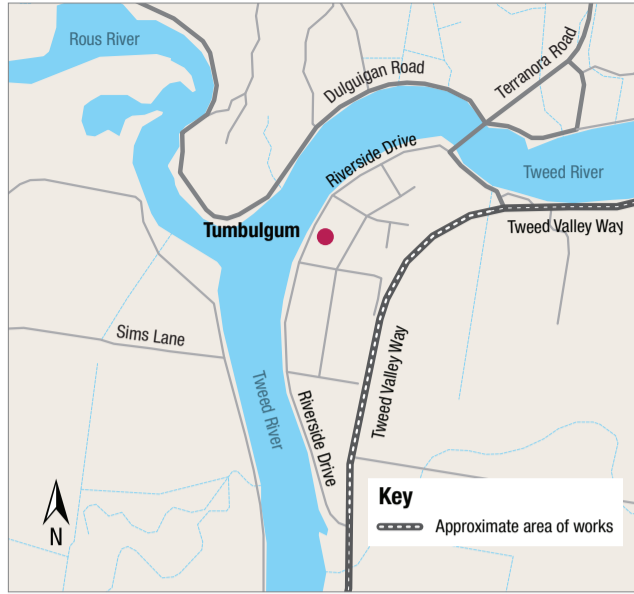 Rous River
Terranora Road
Dulguigan Road
Riverside Drive
Tweed River
Tumbulgum
Tweed Valley Way
Sims Lane
Tweed Valley Way
Tweed River
Riverside Drive
Key
Approximate area of works
N